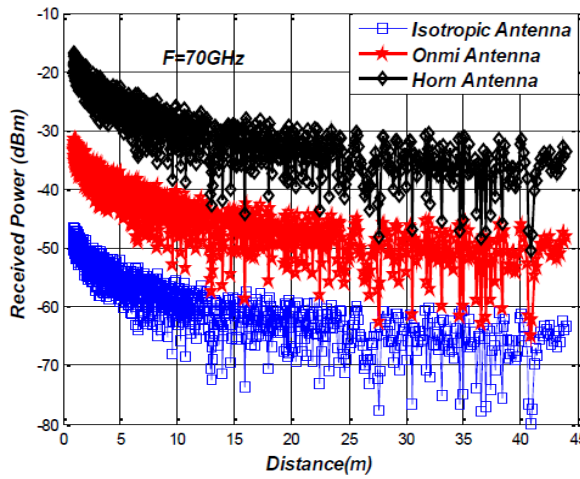 -10
-20
-30
-40
-50
-60
-70
-80
Received Power (dBm)
F=70GHz
Isotropic Antenna
Onmi Antenna
Horn Antenna
0 5 10 15 20 25 30 35 40 45
Distance(m)